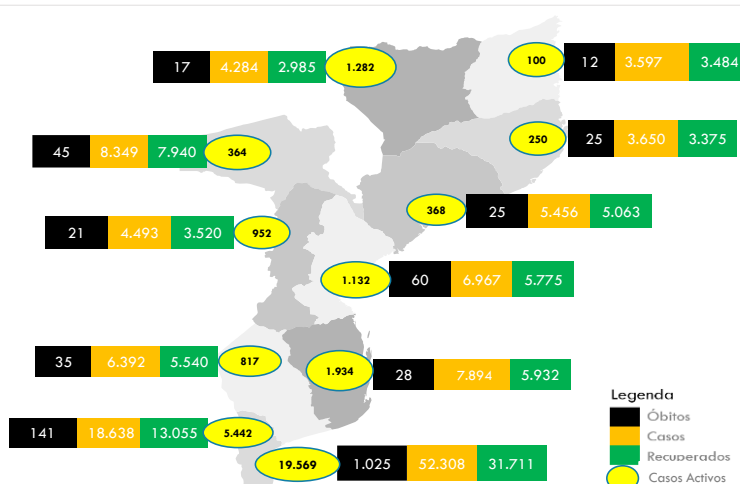 17 4.284 2.985 1.282
100 12 3.597 3.484
45 8.349 7.940 364
250 25 3.650 3.375
368 25 5.456 5.063
21 4.493 3.520 952
1.132 60 6.967 5.775
35 6.392 5.540 817
1.934 28 7.894 5.932
141 18.638 13.055 5.442
19.569 1.025 52.308 31.711
Legenda
Óbitos
Casos
Recuperados
Casos Activos